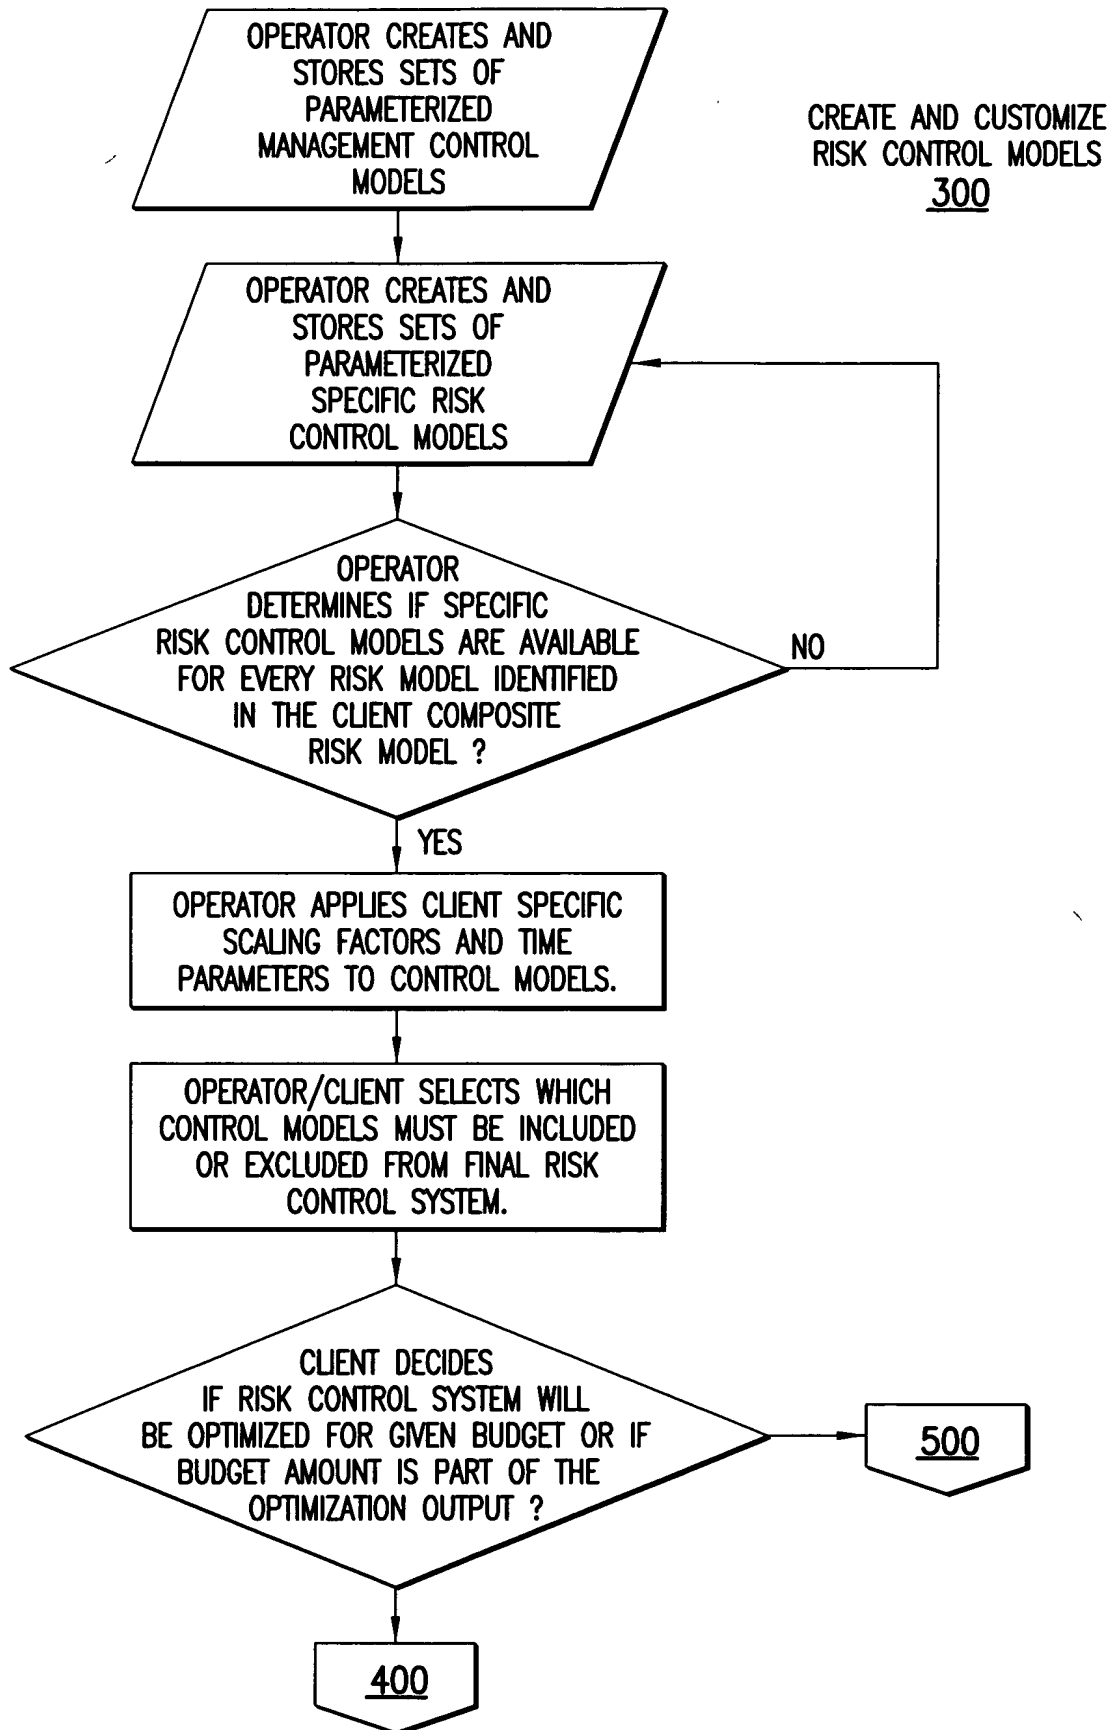 OPERATOR CREATES AND
STORES SETS OF
PARAMETERIZED
MANAGEMENT CONTROL
MODELS
CREATE AND CUSTOMIZE
RISK CONTROL MODELS
300
OPERATOR CREATES AND
STORES SETS OF
PARAMETERIZED
SPECIFIC RISK
CONTROL MODELS
OPERATOR
DETERMINES IF SPECIFIC
RISK CONTROL MODELS ARE AVAILABLE
FOR EVERY RISK MODEL IDENTIFIED
IN THE CLIENT COMPOSITE
RISK MODEL ?
NO
YES
OPERATOR APPLIES CLIENT SPECIFIC
SCALING FACTORS AND TIME
PARAMETERS TO CONTROL MODELS.
OPERATOR/CLIENT SELECTS WHICH
CONTROL MODELS MUST BE INCLUDED
OR EXCLUDED FROM FINAL RISK
CONTROL SYSTEM.
CLIENT DECIDES
IF RISK CONTROL SYSTEM WILL
BE OPTIMIZED FOR GIVEN BUDGET OR IF
BUDGET AMOUNT IS PART OF THE
OPTIMIZATION OUTPUT ?
500
400